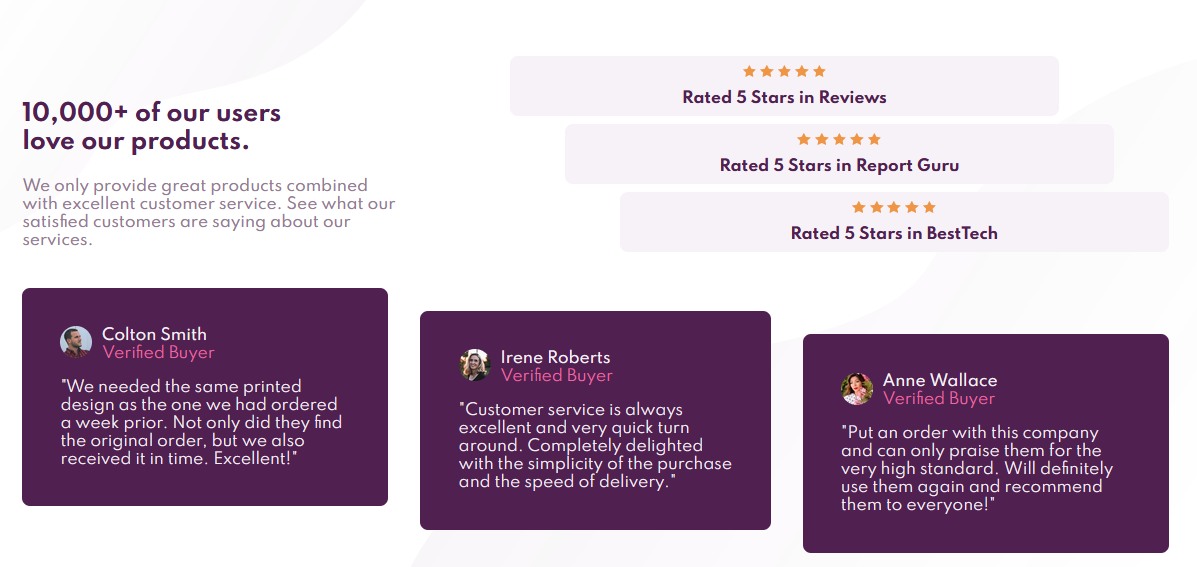 10,000+ of our users
love our products.
We only provide great products combined
with excellent customer service. See what our
satisfied customers are saying about our
services.
Rated 5 Stars in Reviews
Rated 5 Stars in Report Guru
Rated 5 Stars in BestTech
Colton Smith
Verified Buyer
"We needed the same printed
design as the one we had ordered
a week prior. Not only did they find
the original order, but we also
received it in time. Excellent!"
Irene Roberts
Verified Buyer
"Customer service is always
excellent and very quick turn
around. Completely delighted
with the simplicity of the purchase
and the speed of delivery."
Anne Wallace
Verified Buyer
"Put an order with this company
and can only praise them for the
very high standard. Will definitely
use them again and recommend
them to everyone!"